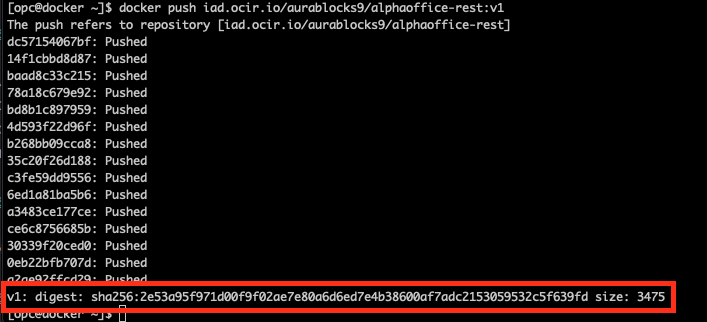 [opc@docker ~]$ docker push iad.ocir.io/aurablocks9/alphaoffice-rest:v1
The push refers to repository [iad.ocir.io/aurablocks9/alphaoffice-rest]
dc57154067bf: Pushed
14f1cbbd8d87: Pushed
baad8c33c215: Pushed
78a18c679e92: Pushed
bd8b1c897959: Pushed
4d593f22d96f: Pushed
b268bb09cca8: Pushed
35c20f26d188: Pushed
c3fe59dd9556: Pushed
6ed1a81ba5b6: Pushed
a3483ce177ce: Pushed
ce6c8756685b: Pushed
30339f20ced0: Pushed
0eb22bfb707d: Pushed
a2ae92ffcd29: Pushed
v1: digest: sha256:2e53a95f971d00f9f02ae7e80a6d6ed7e4b38600af7adc2153059532c5f639fd size: 3475
[opc@docker ~]$